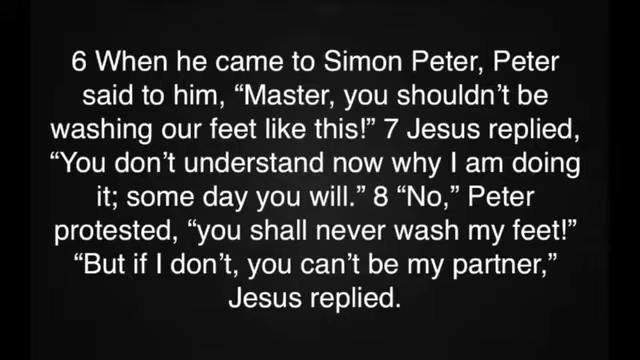 6 When he came to Simon Peter, Peter
said to him, “Master, you shouldn’t be
washing our feet like this!” 7 Jesus replied,
“You don’t understand now why I am doing
it; some day you will.” 8 “No,” Peter
protested, “you shall never wash my feet!”
“But if I don’t, you can’t be my partner,”
Jesus replied.